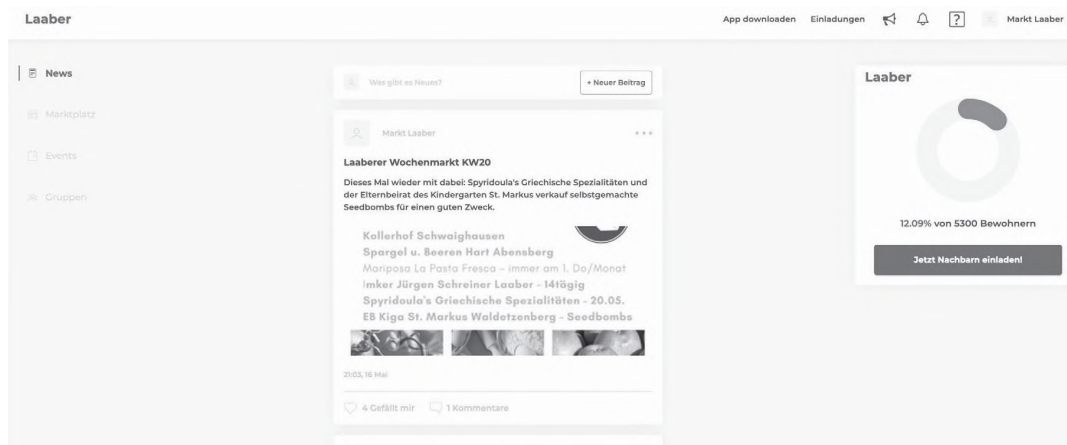 Laaber
App downloaden Einladungen ? Markt Laaber
News
Marktplatz
Events
Gruppen
Was gibt es Neues?
+ Neuer Beitrag
Markt Laaber
Laaberer Wochenmarkt KW20
Dieses Mal wieder mit dabei: Spyridoula's Griechische Spezialitäten und
der Elternbeirat des Kindergarten St. Markus verkauf selbstgemachte
Seedbombs für einen guten Zweck.
Kollerhof Schwaighausen
Spargel u. Beeren Hart Abensberg
Mariposa La Pasta Fresca - immer am 1. Do/Monat
Imker Jürgen Schreiner Laaber - 14tägig
Spyridoula's Griechische Spezialitäten - 20.05.
EB Kiga St. Markus Waldetzenberg - Seedbombs
21:03, 16 Mai
4 Gefällt mir 1 Kommentare
Laaber
12.09% von 5300 Bewohnern
Jetzt Nachbarn einladen!